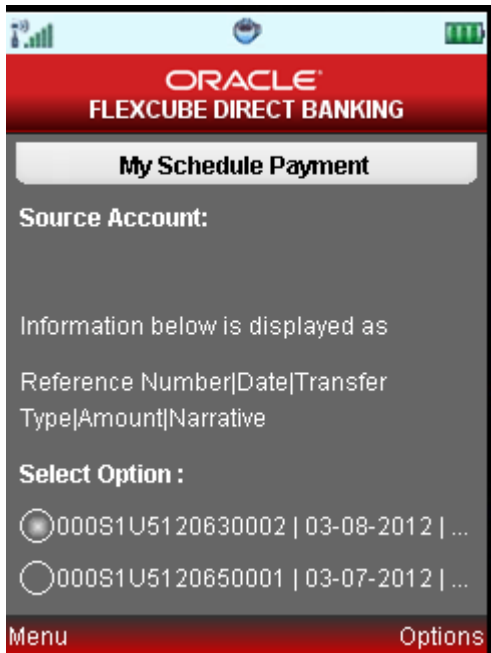 ORACLE®
FLEXCUBE DIRECT BANKING
My Schedule Payment
Source Account:
Information below is displayed as
Reference Number|Date|Transfer
Type|Amount|Narrative
Select Option :
000S1U5120630002 | 03-08-2012 | ...
000S1U5120650001 | 03-07-2012 | ...
Menu
Options